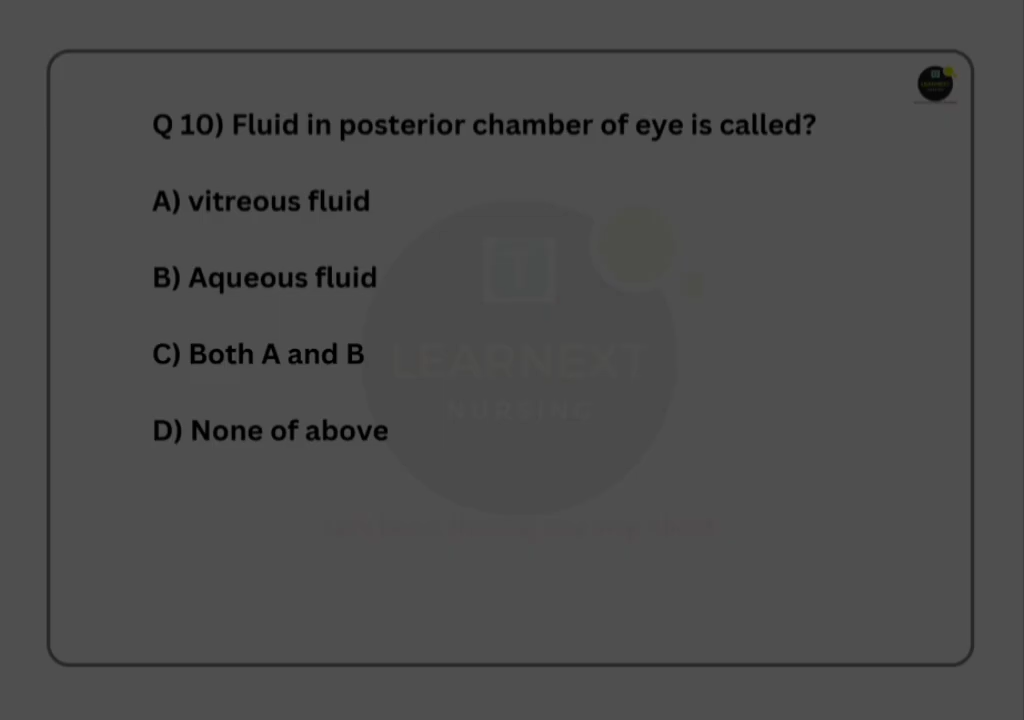 Q 10) Fluid in posterior chamber of eye is called?
A) vitreous fluid
B) Aqueous fluid
C) Both A and B
D) None of above
T
LEARNEXT
NURSING